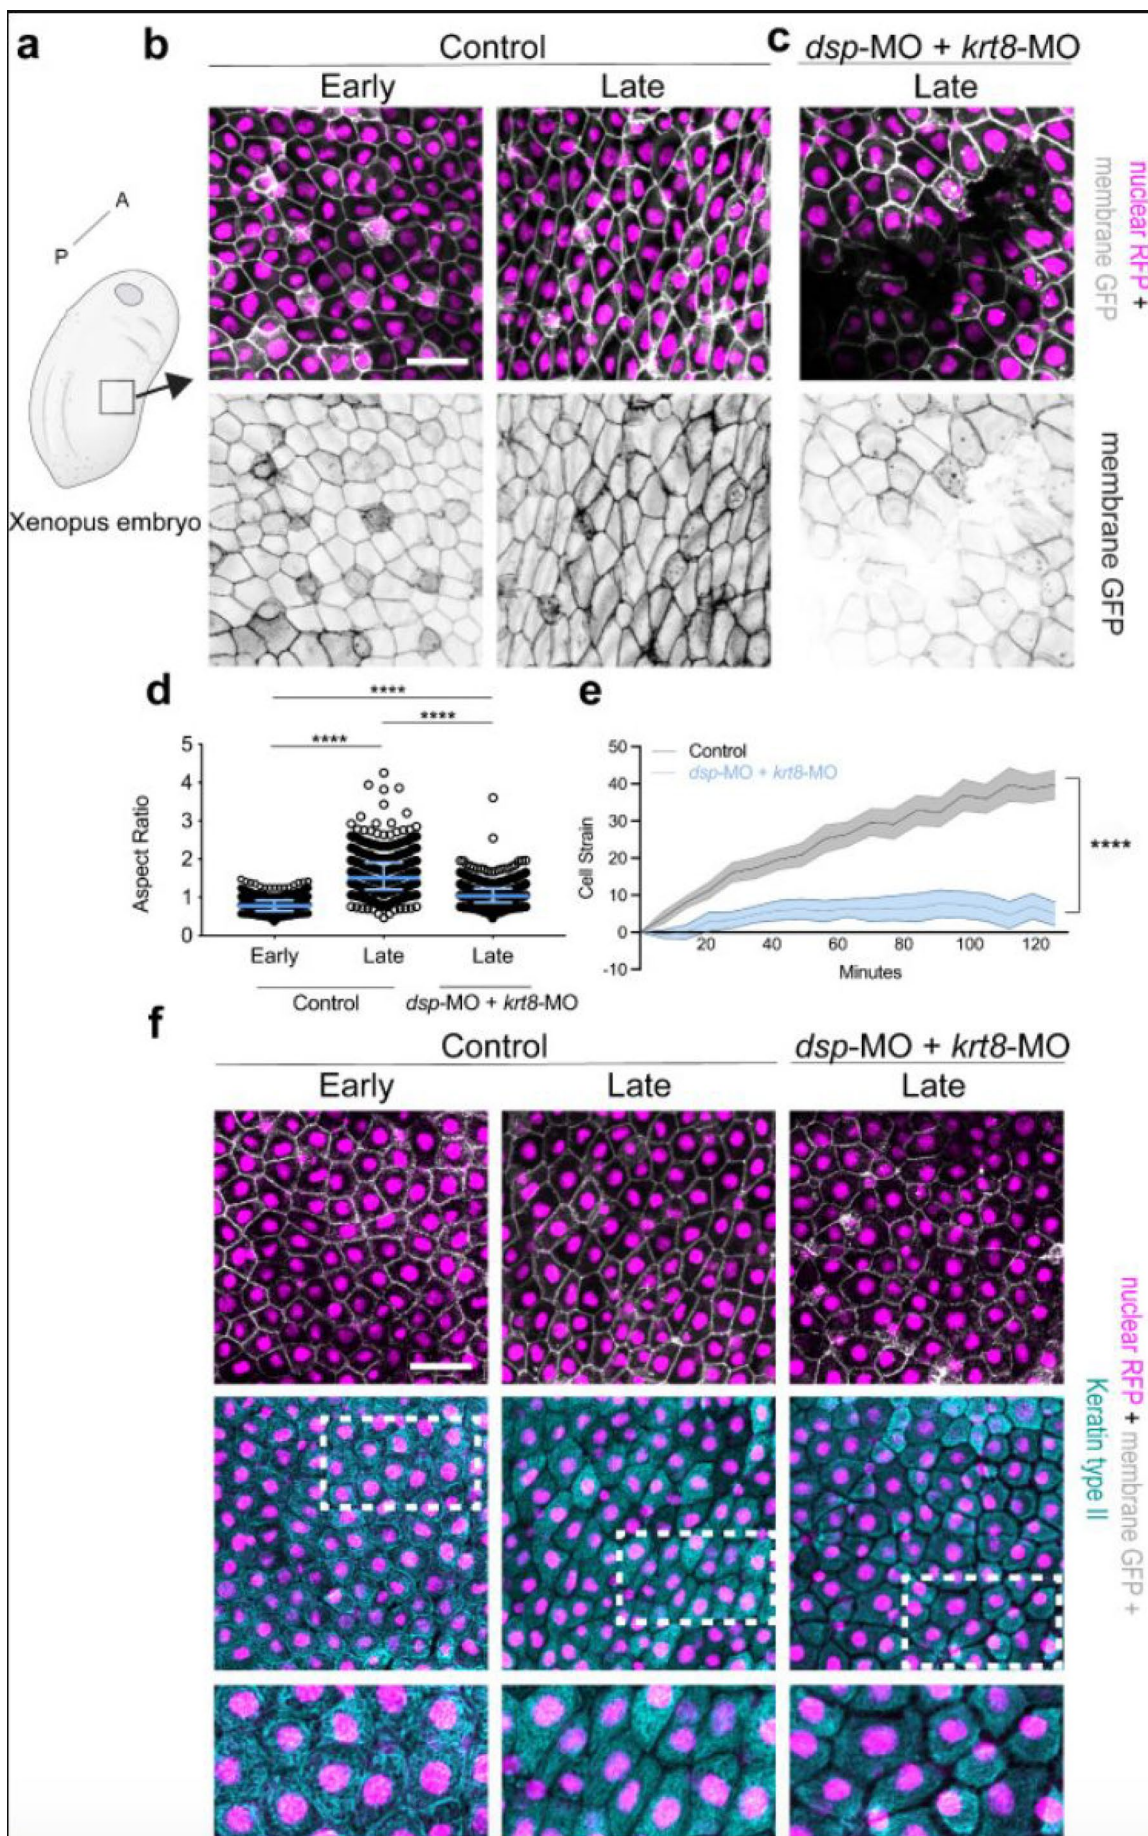 a
b
Control
c
dsp-MO + krt8-MO
Early
Late
Late
A
P
Xenopus embryo
nuclear RFP +
membrane GFP
membrane GFP
d
****
****
****
5
4
3
2
1
0
Aspect Ratio
Early
Late
Late
Control
dsp-MO + krt8-MO
e
50
40
30
20
10
0
-10
Cell Strain
Control
dsp-MO + krt8-MO
****
20
40
60
80
100
120
Minutes
f
Control
dsp-MO + krt8-MO
Early
Late
Late
nuclear RFP + membrane GFP +
Keratin type II